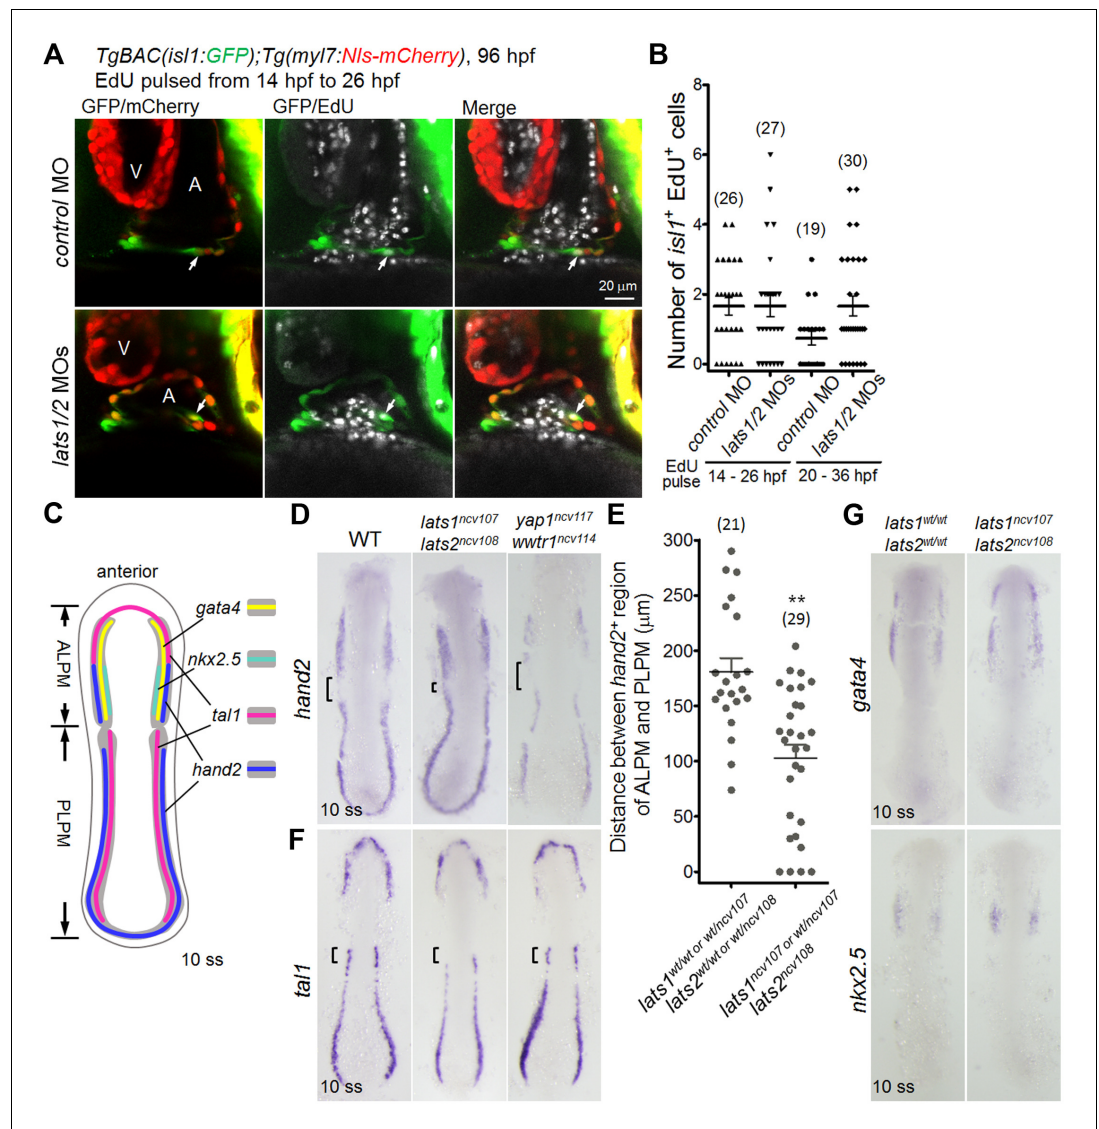 A
TgBAC(isl1:GFP);Tg(myl7:Nls-mCherry), 96 hpf
EdU pulsed from 14 hpf to 26 hpf
GFP/mCherry
GFP/EdU
Merge
control MO
V
A
20 μm
lats1/2 MOs
V
A
B
Number of isl1+ EdU+ cells
8
6
4
2
0
(26)
(27)
(19)
(30)
control MO
lats1/2 MOs
control MO
lats1/2 MOs
EdU
pulse
14 - 26 hpf
20 - 36 hpf
C
anterior
ALPM
PLPM
gata4
nkx2.5
tal1
hand2
10 ss
D
WT
lats1ncv107
lats2ncv108
yap1ncv117
wwtr1ncv114
hand2
10 ss
E
Distance between hand2+ region
of ALPM and PLPM (μm)
300
250
200
150
100
50
0
(21)
**
(29)
lats1wt/wt or wt/ncv107
lats2wt/wt or wt/ncv108
lats1ncv107 or wt/ncv107
lats2ncv108
F
tal1
10 ss
G
lats1wt/wt
lats2wt/wt
lats1ncv107
lats2ncv108
gata4
10 ss
nkx2.5
10 ss